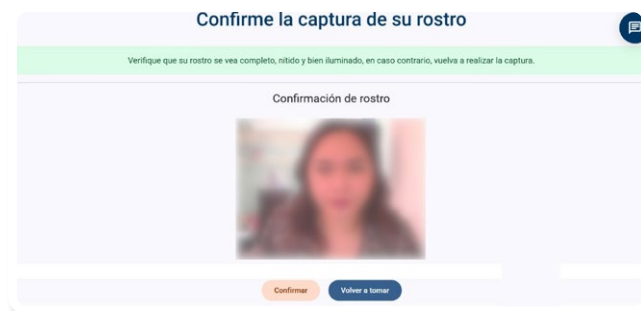 Confirme la captura de su rostro
Verifique que su rostro se vea completo, nítido y bien iluminado, en caso contrario, vuelva a realizar la captura.
Confirmación de rostro
Confirmar
Volver a tomar